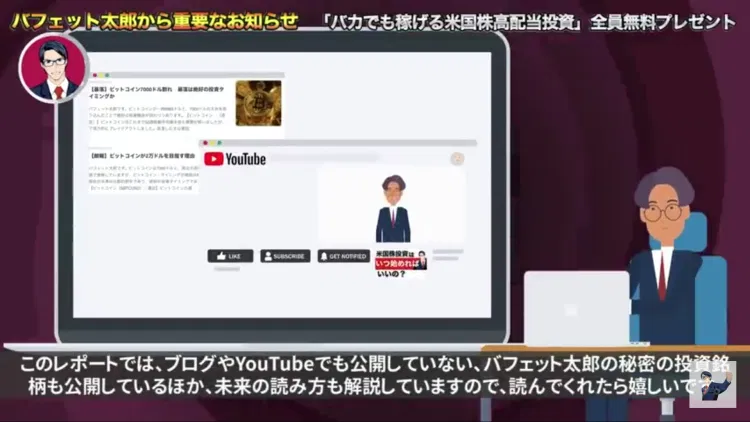 バフェット太郎から重要なお知らせ
「バカでも稼げる米国株高配当投資」全員無料プレゼント
【暴落】ビットコイン7000ドル割れ 暴落は絶好の投資タ
イミングか
【朗報】ビットコインが2万ドルを目指す理由
YouTube
LIKE
SUBSCRIBE
GET NOTIFIED
米国株投資は
いつ始めれば
いいの?
このレポートでは、ブログやYouTubeでも公開していない、バフェット太郎の秘密の投資銘
柄も公開しているほか、未来の読み方も解説していますので、読んでくれたら嬉しいで